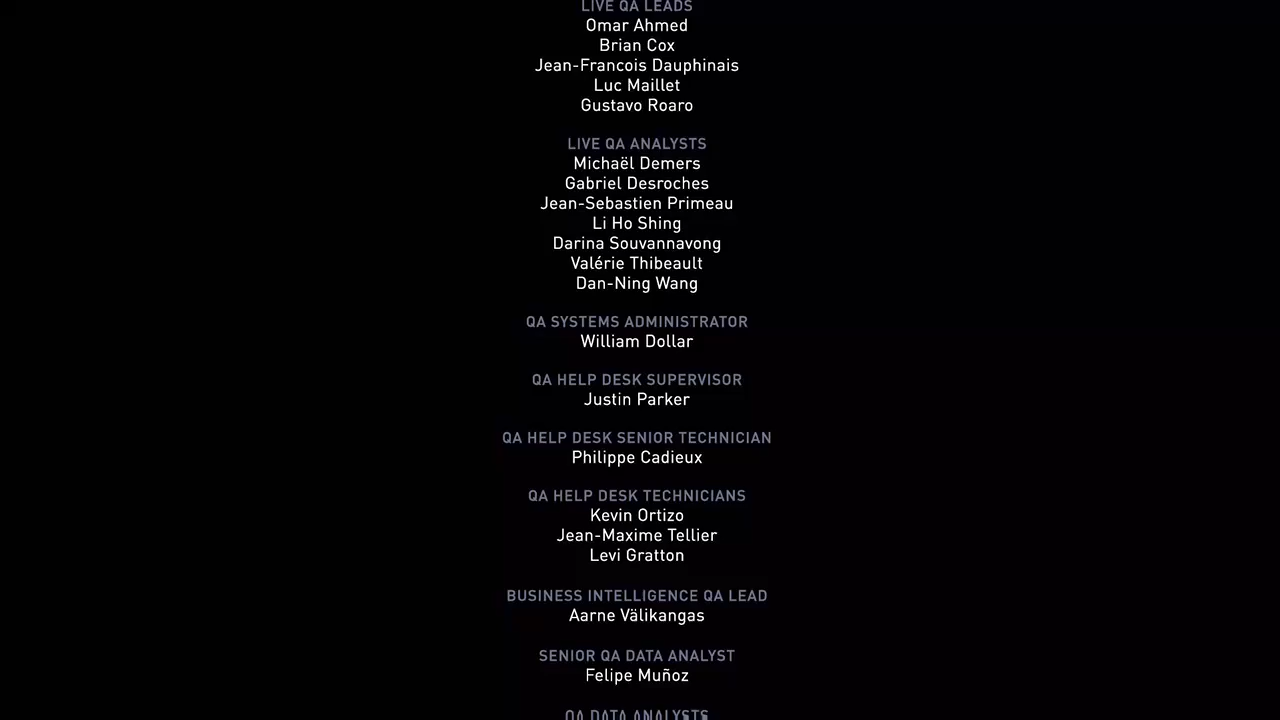 LIVE QA LEADS
Omar Ahmed
Brian Cox
Jean-Francois Dauphinais
Luc Maillet
Gustavo Roaro
LIVE QA ANALYSTS
Michaël Demers
Gabriel Desroches
Jean-Sebastien Primeau
Li Ho Shing
Darina Souvannavong
Valérie Thibeault
Dan-Ning Wang
QA SYSTEMS ADMINISTRATOR
William Dollar
QA HELP DESK SUPERVISOR
Justin Parker
QA HELP DESK SENIOR TECHNICIAN
Philippe Cadieux
QA HELP DESK TECHNICIANS
Kevin Ortizo
Jean-Maxime Tellier
Levi Gratton
BUSINESS INTELLIGENCE QA LEAD
Aarne Välikangas
SENIOR QA DATA ANALYST
Felipe Muñoz
QA DATA ANALYSTS